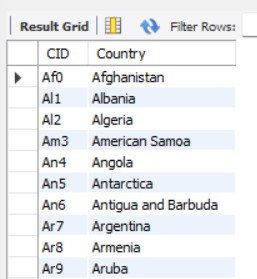 Result Grid Filter Rows:
CID Country
Af0 Afghanistan
Al1 Albania
Al2 Algeria
Am3 American Samoa
An4 Angola
An5 Antarctica
An6 Antigua and Barbuda
Ar7 Argentina
Ar8 Armenia
Ar9 Aruba